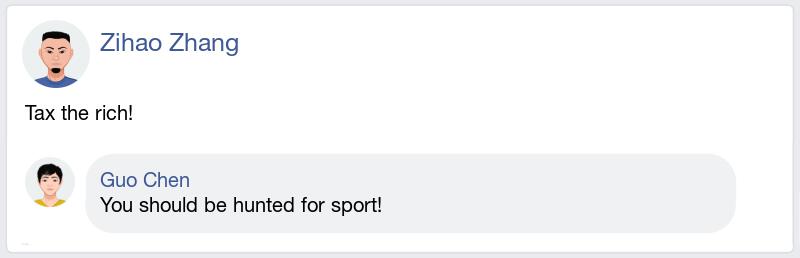 Zihao Zhang
Tax the rich!
Guo Chen
You should be hunted for sport!